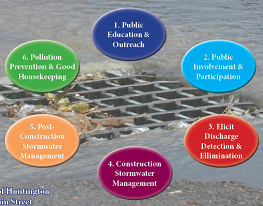 1. Public
Education &
Outreach
2. Public
Involvement &
Participation
3. Elicit
Discharge
Detection &
Ellimination
4. Construction
Stormwater
Management
5. Post-
Construction
Stormwater
Management
6. Pollution
Prevention & Good
Housekeeping
Huntington
Street